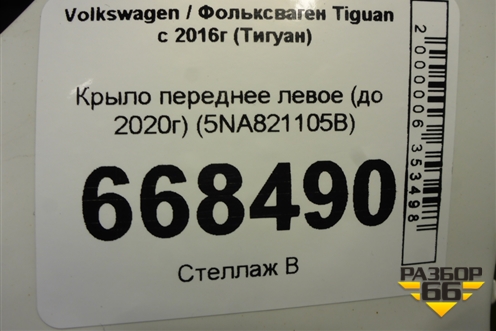 Volkswagen / Фольксваген Tiguan
с 2016г (Тигуан)
Крыло переднее левое (до
2020г) (5NA821105B)
668490
Стеллаж В
2000006353498
РАЗБОР
66